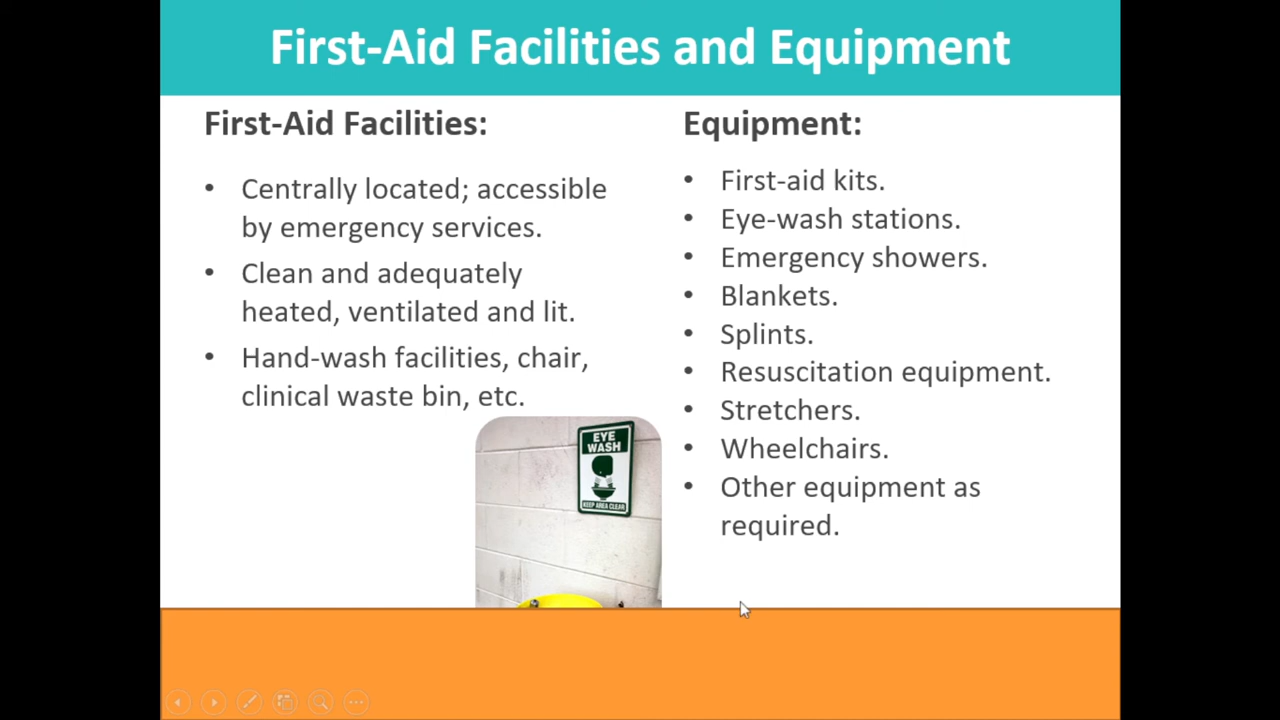 First-Aid Facilities and Equipment
First-Aid Facilities:
• Centrally located; accessible
by emergency services.
• Clean and adequately
heated, ventilated and lit.
• Hand-wash facilities, chair,
clinical waste bin, etc.
EYE
WASH
KEEP AREA CLEAR
Equipment:
• First-aid kits.
• Eye-wash stations.
• Emergency showers.
• Blankets.
• Splints.
• Resuscitation equipment.
• Stretchers.
• Wheelchairs.
• Other equipment as
required.